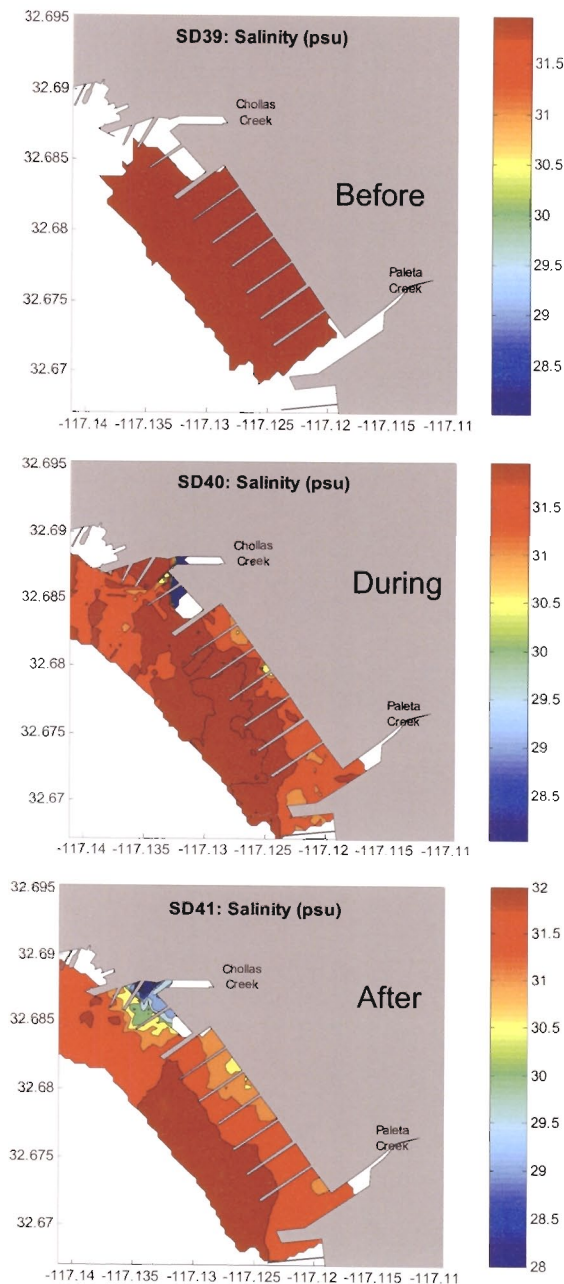 32.695
SD39: Salinity (psu)
32.69
Chollas
Creek
32.685
Before
32.68
Paleta
Creek
32.675
32.67
-117.14 -117.135 -117.13 -117.125 -117.12 -117.115 -117.11
31.5
31
30.5
30
29.5
29
28.5
32.695
SD40: Salinity (psu)
32.69
Chollas
Creek
During
32.685
32.68
Paleta
Creek
32.675
32.67
-117.14 -117.135 -117.13 -117.125 -117.12 -117.115 -117.11
31.5
31
30.5
30
29.5
29
28.5
32.695
SD41: Salinity (psu)
32.69
Chollas
Creek
After
32.685
32.68
Paleta
Creek
32.675
32.67
-117.14 -117.135 -117.13 -117.125 -117.12 -117.115 -117.11
32
31.5
31
30.5
30
29.5
29
28.5
28